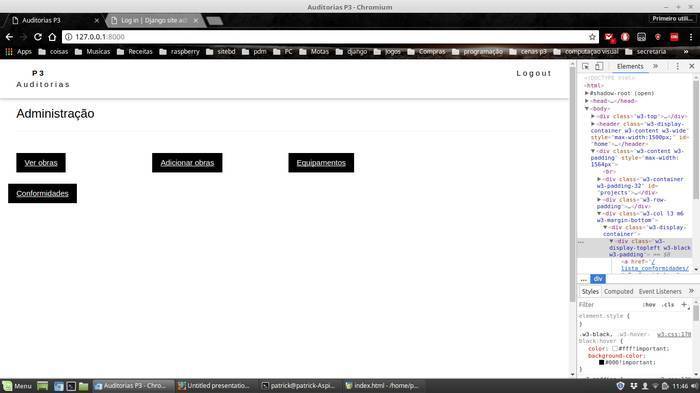 Auditorias P3 - Chromium
Auditorias P3
Log in | Django site ad
Primeiro utili...
127.0.0.1:8000
Apps coisas Musicas Receitas raspberry sitebd pdm PC Motas django Jogos Compras programação cenas p3 computaçao visual secretaria
P3
Auditorias
Logout
Administração
Ver obras
Adicionar obras
Equipamentos
Conformidades
Elements
<!DOCTYPE html>
<html>
#shadow-root (open)
<head>…</head>
<body>
<div class="w3-top">…</div>
<header class="w3-display-
container w3-content w3-wide"
style="max-width:1500px;" id=
"home">…</header>
<div class="w3-content w3-
padding" style="max-width:
1564px">
<br>
<div class="w3-container
w3-padding-32" id=
"projects">…</div>
<div class="w3-row-
padding">…</div>
<div class="w3-col l3 m6
w3-margin-bottom">
<div class="w3-display-
container">
<div class="w3-
display-topleft w3-black
w3-padding"> == $0
<a href="/
lista_conformidades/
... div
Styles Computed Event Listeners
Filter :hov .cls +
element.style {
}
.w3-black, .w3-hover-
black:hover { w3.css:170
color: #fff!important;
background-color:
#000!important;
}
Menu
Auditorias P3 - Chro...
Untitled presentatio...
patrick@patrick-Aspi...
index.html - /home/p...
11:46